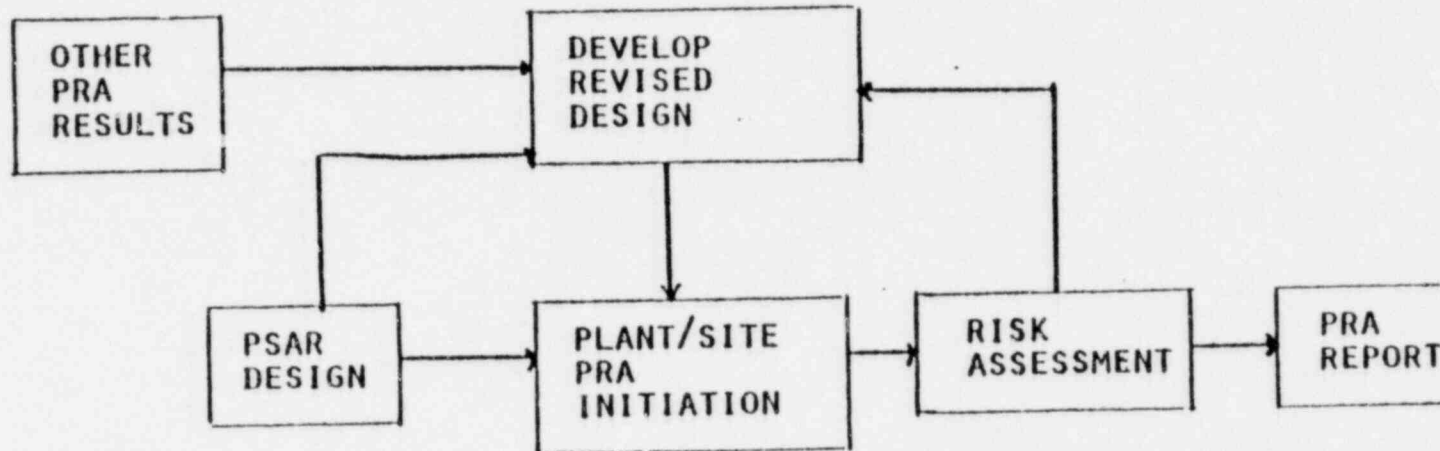 OTHER
PRA
RESULTS
DEVELOP
REVISED
DESIGN
PSAR
DESIGN
PLANT/SITE
PRA
INITIATION
RISK
ASSESSMENT
PRA
REPORT